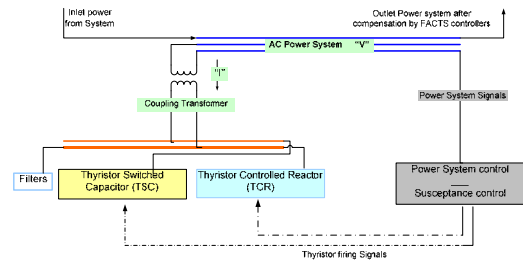 Inlet power
from System
Outlet Power system after
compensation by FACTS controllers
AC Power System "V"
"I"
Coupling Transformer
Power System Signals
Filters
Thyristor Switched
Capacitor (TSC)
Thyristor Controlled Reactor
(TCR)
Power System control
Susceptance control
Thyristor firing Signals